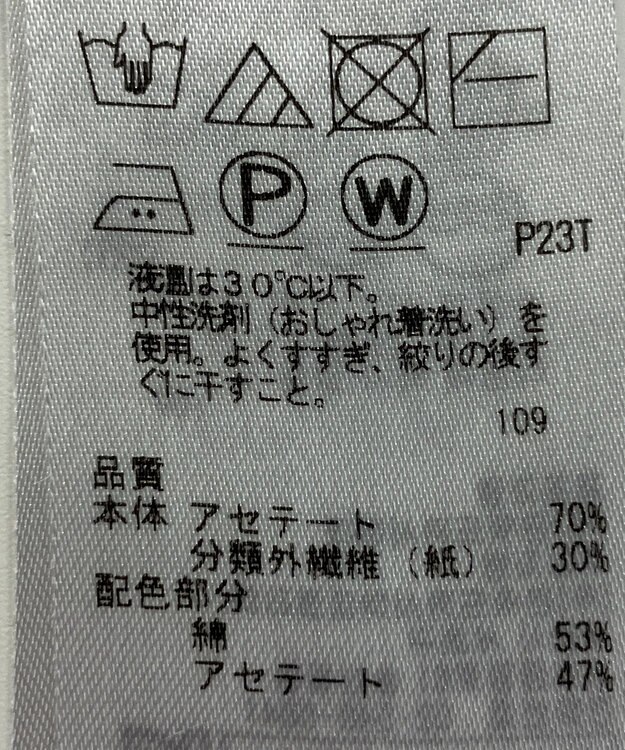 P W
P23T
液温は30℃以下。
中性洗剤（おしゃれ着洗い）を
使用。よくすすぎ、絞りの後す
ぐに干すこと。
109
品質
本体 アセテート 70%
分類外繊維（紙） 30%
配色部分
綿 53%
アセテート 47%